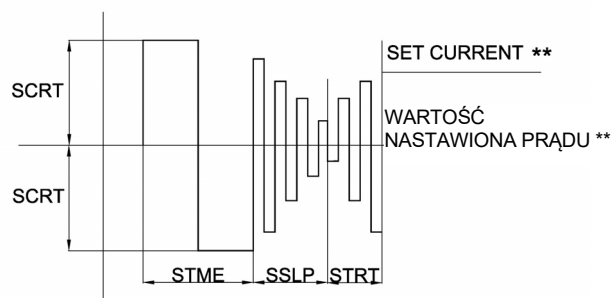 SET CURRENT **
SCRT
WARTOŚĆ
NASTAWIONA PRĄDU **
SCRT
STME
SSLP
STRT